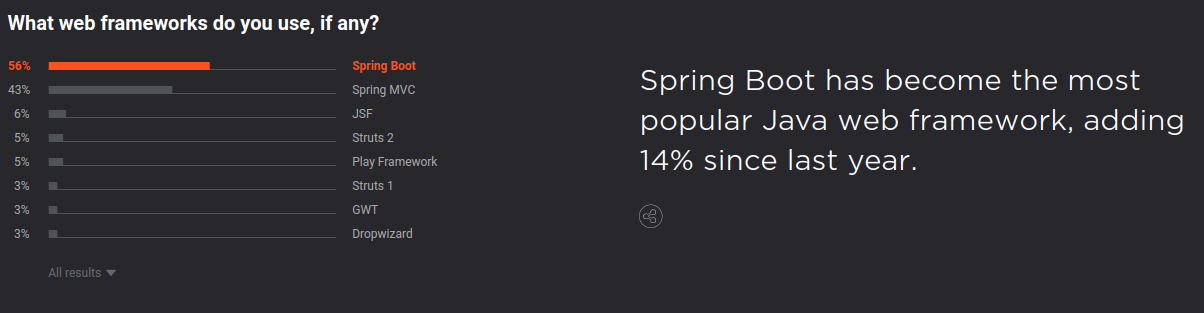 What web frameworks do you use, if any?
56% Spring Boot
43% Spring MVC
6% JSF
5% Struts 2
5% Play Framework
3% Struts 1
3% GWT
3% Dropwizard
All results
Spring Boot has become the most
popular Java web framework, adding
14% since last year.